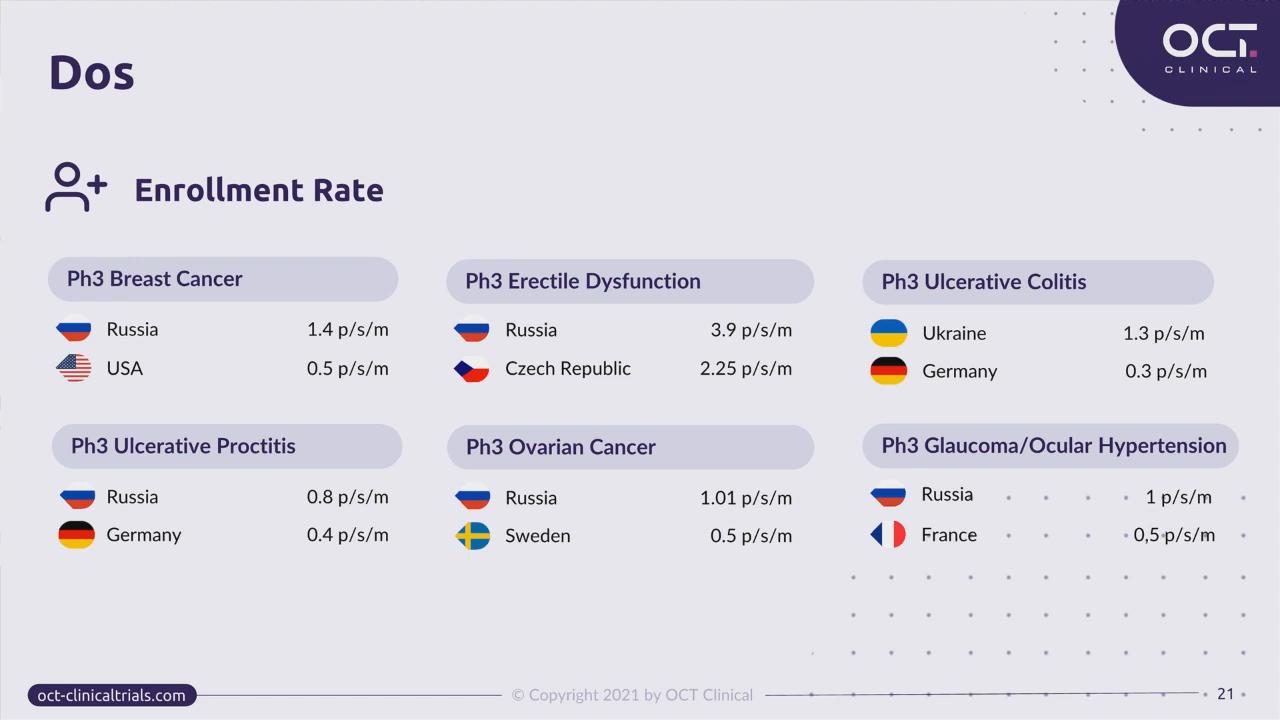 Dos
OCT.
CLINICAL
Enrollment Rate
Ph3 Breast Cancer
Russia 1.4 p/s/m
USA 0.5 p/s/m
Ph3 Erectile Dysfunction
Russia 3.9 p/s/m
Czech Republic 2.25 p/s/m
Ph3 Ulcerative Colitis
Ukraine 1.3 p/s/m
Germany 0.3 p/s/m
Ph3 Ulcerative Proctitis
Russia 0.8 p/s/m
Germany 0.4 p/s/m
Ph3 Ovarian Cancer
Russia 1.01 p/s/m
Sweden 0.5 p/s/m
Ph3 Glaucoma/Ocular Hypertension
Russia 1 p/s/m
France 0,5 p/s/m
oct-clinicaltrials.com © Copyright 2021 by OCT Clinical 21